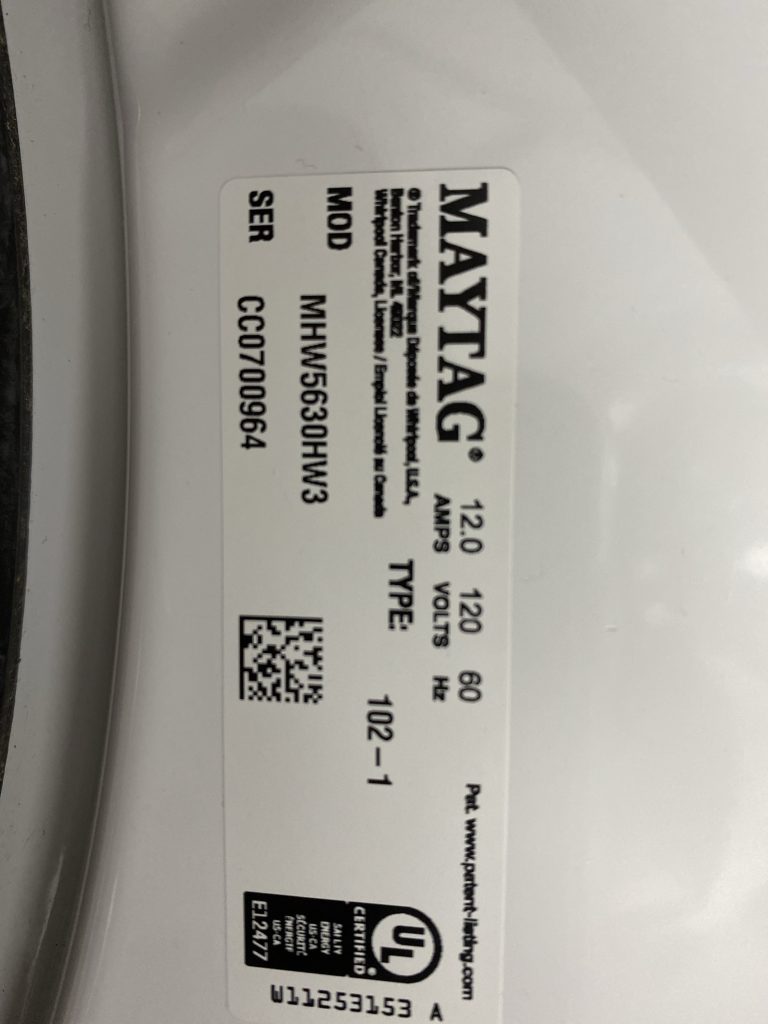 MAYTAG® 12.0 120 60
AMPS VOLTS Hz
Pat. www.patent-listing.com
® Trademark of/Marque Déposée de Whirlpool, U.S.A.,
Benton Harbor, MI. 49022
Whirlpool Canada, Licensee / Emploi Licencié au Canada
TYPE: 102-1
MOD MHW5630HW3
SER CC0700964
UL
CERTIFIED®
SAFETY
ENERGY
US-CA
SÉCURITÉ
ÉNERGIE
US-CA
E12477
W11253153 A